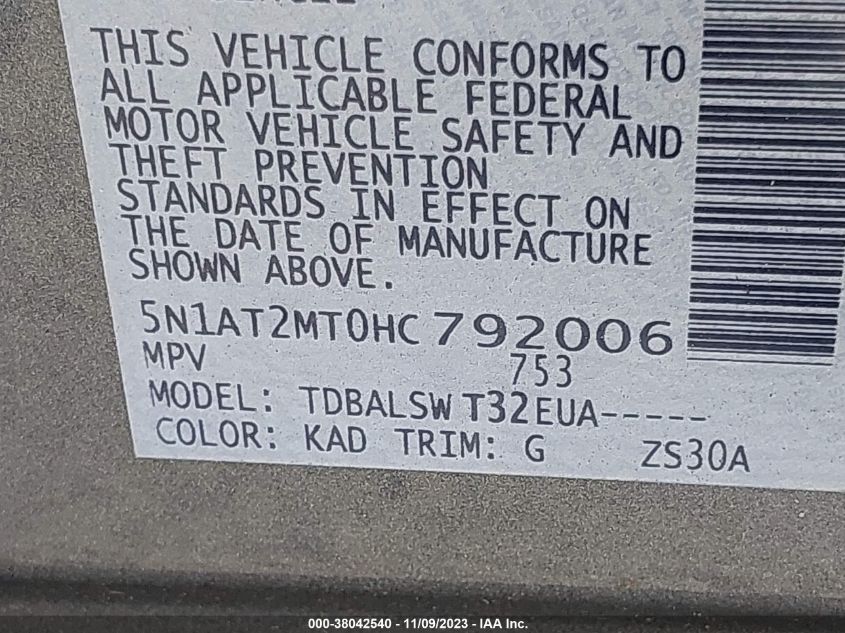 THIS VEHICLE CONFORMS TO
ALL APPLICABLE FEDERAL
MOTOR VEHICLE SAFETY AND
THEFT PREVENTION
STANDARDS IN EFFECT ON
THE DATE OF MANUFACTURE
SHOWN ABOVE.
5N1AT2MT0HC792006
MPV 753
MODEL: TDBALSW T32EUA-----
COLOR: KAD TRIM: G ZS30A
000-38042540 - 11/09/2023 - IAA Inc.